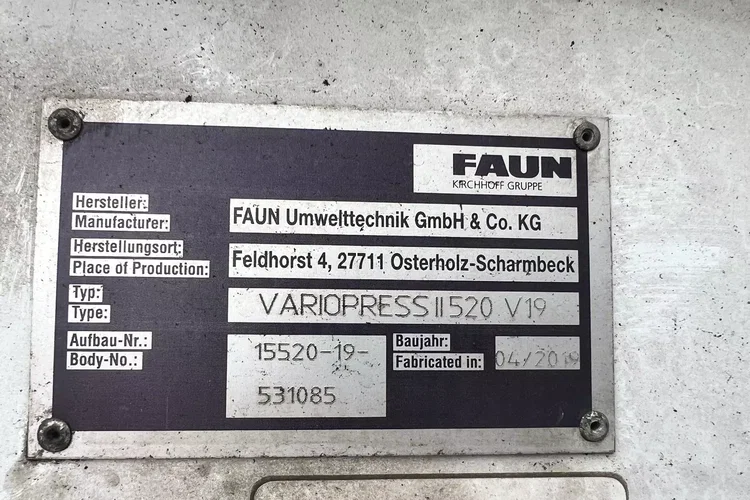 FAUN
KIRCHHOFF GRUPPE
Hersteller:
Manufacturer:
FAUN Umwelttechnik GmbH & Co. KG
Herstellungsort:
Place of Production:
Feldhorst 4, 27711 Osterholz-Scharmbeck
Typ:
Type:
VARIOPRESS II 520 V19
Aufbau-Nr.:
Body-No.:
15520-19-
531085
Baujahr:
Fabricated in:
04/2019